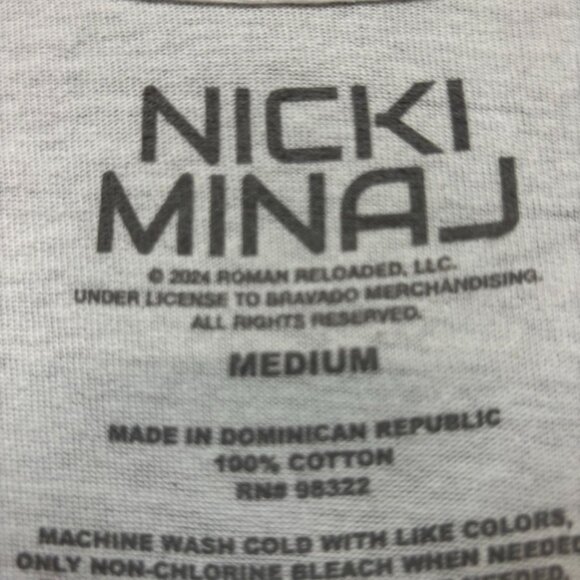 NICKI
MINAJ
© 2024 ROMAN RELOADED, LLC.
UNDER LICENSE TO BRAVADO MERCHANDISING.
ALL RIGHTS RESERVED.
MEDIUM
MADE IN DOMINICAN REPUBLIC
100% COTTON
RN# 98322
MACHINE WASH COLD WITH LIKE COLORS,
ONLY NON-CHLORINE BLEACH WHEN NEEDED